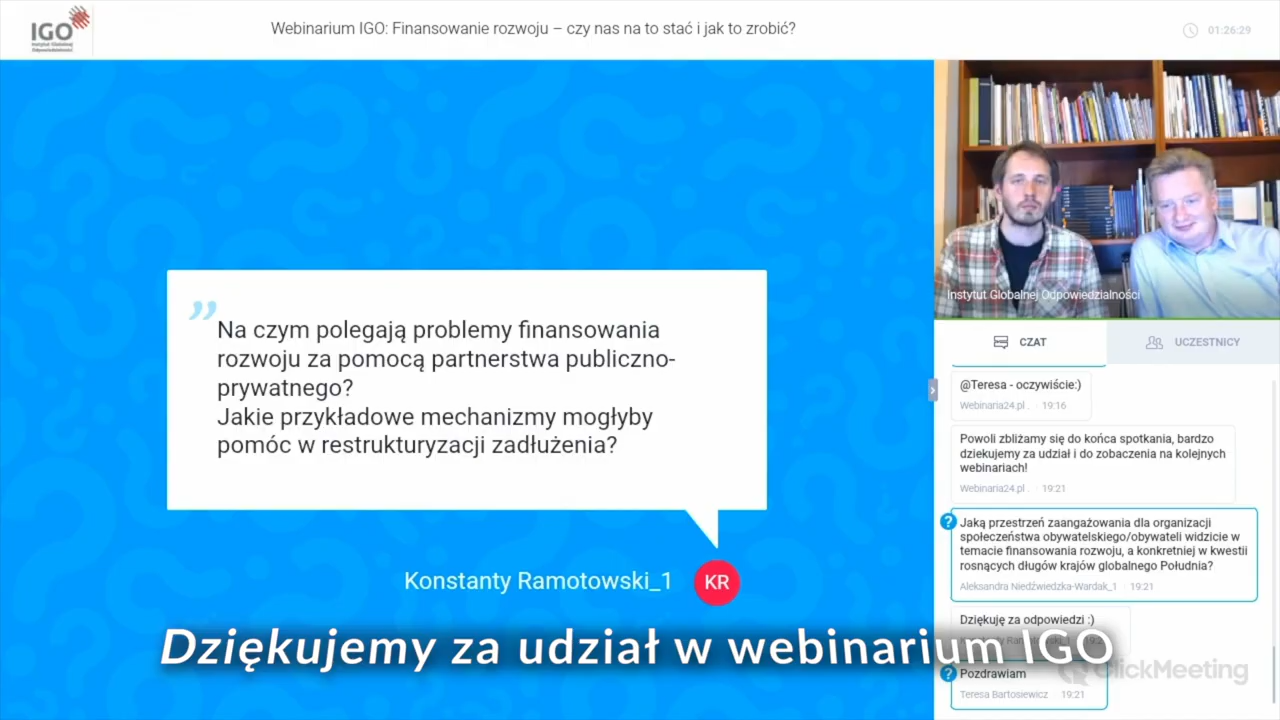 IGO
Instytut Globalnej
Odpowiedzialności
Webinarium IGO: Finansowanie rozwoju – czy nas na to stać i jak to zrobić?
01:26:29
Na czym polegają problemy finansowania
rozwoju za pomocą partnerstwa publiczno-
prywatnego?
Jakie przykładowe mechanizmy mogłyby
pomóc w restrukturyzacji zadłużenia?
Konstanty Ramotowski_1
KR
Instytut Globalnej Odpowiedzialności
CZAT
UCZESTNICY
@Teresa - oczywiście:)
Webinaria24.pl . · 19:16
Powoli zbliżamy się do końca spotkania, bardzo
dziekujemy za udział i do zobaczenia na kolejnych
webinariach!
Webinaria24.pl . · 19:21
Jaką przestrzeń zaangażowania dla organizacji
społeczeństwa obywatelskiego/obywateli widzicie w
temacie finansowania rozwoju, a konkretniej w kwestii
rosnących długów krajów globalnego Południa?
Aleksandra Niedźwiedzka-Wardak_1 · 19:21
Dziękuję za odpowiedzi :)
Dziękujemy za udział w webinarium IGO
ClickMeeting
Pozdrawiam
Teresa Bartosiewicz · 19:21